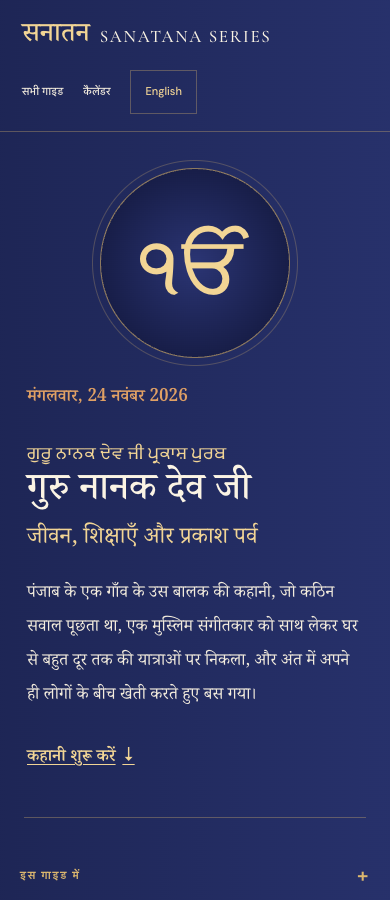 सनातन SANATANA SERIES
सभी गाइड कैलेंडर English
ੴ
मंगलवार, 24 नवंबर 2026
ਗੁਰੂ ਨਾਨਕ ਦੇਵ ਜੀ ਪ੍ਰਕਾਸ਼ ਪੁਰਬ
गुरु नानक देव जी
जीवन, शिक्षाएँ और प्रकाश पर्व
पंजाब के एक गाँव के उस बालक की कहानी, जो कठिन
सवाल पूछता था, एक मुस्लिम संगीतकार को साथ लेकर घर
से बहुत दूर तक की यात्राओं पर निकला, और अंत में अपने
ही लोगों के बीच खेती करते हुए बस गया।
कहानी शुरू करें ↓
इस गाइड में +